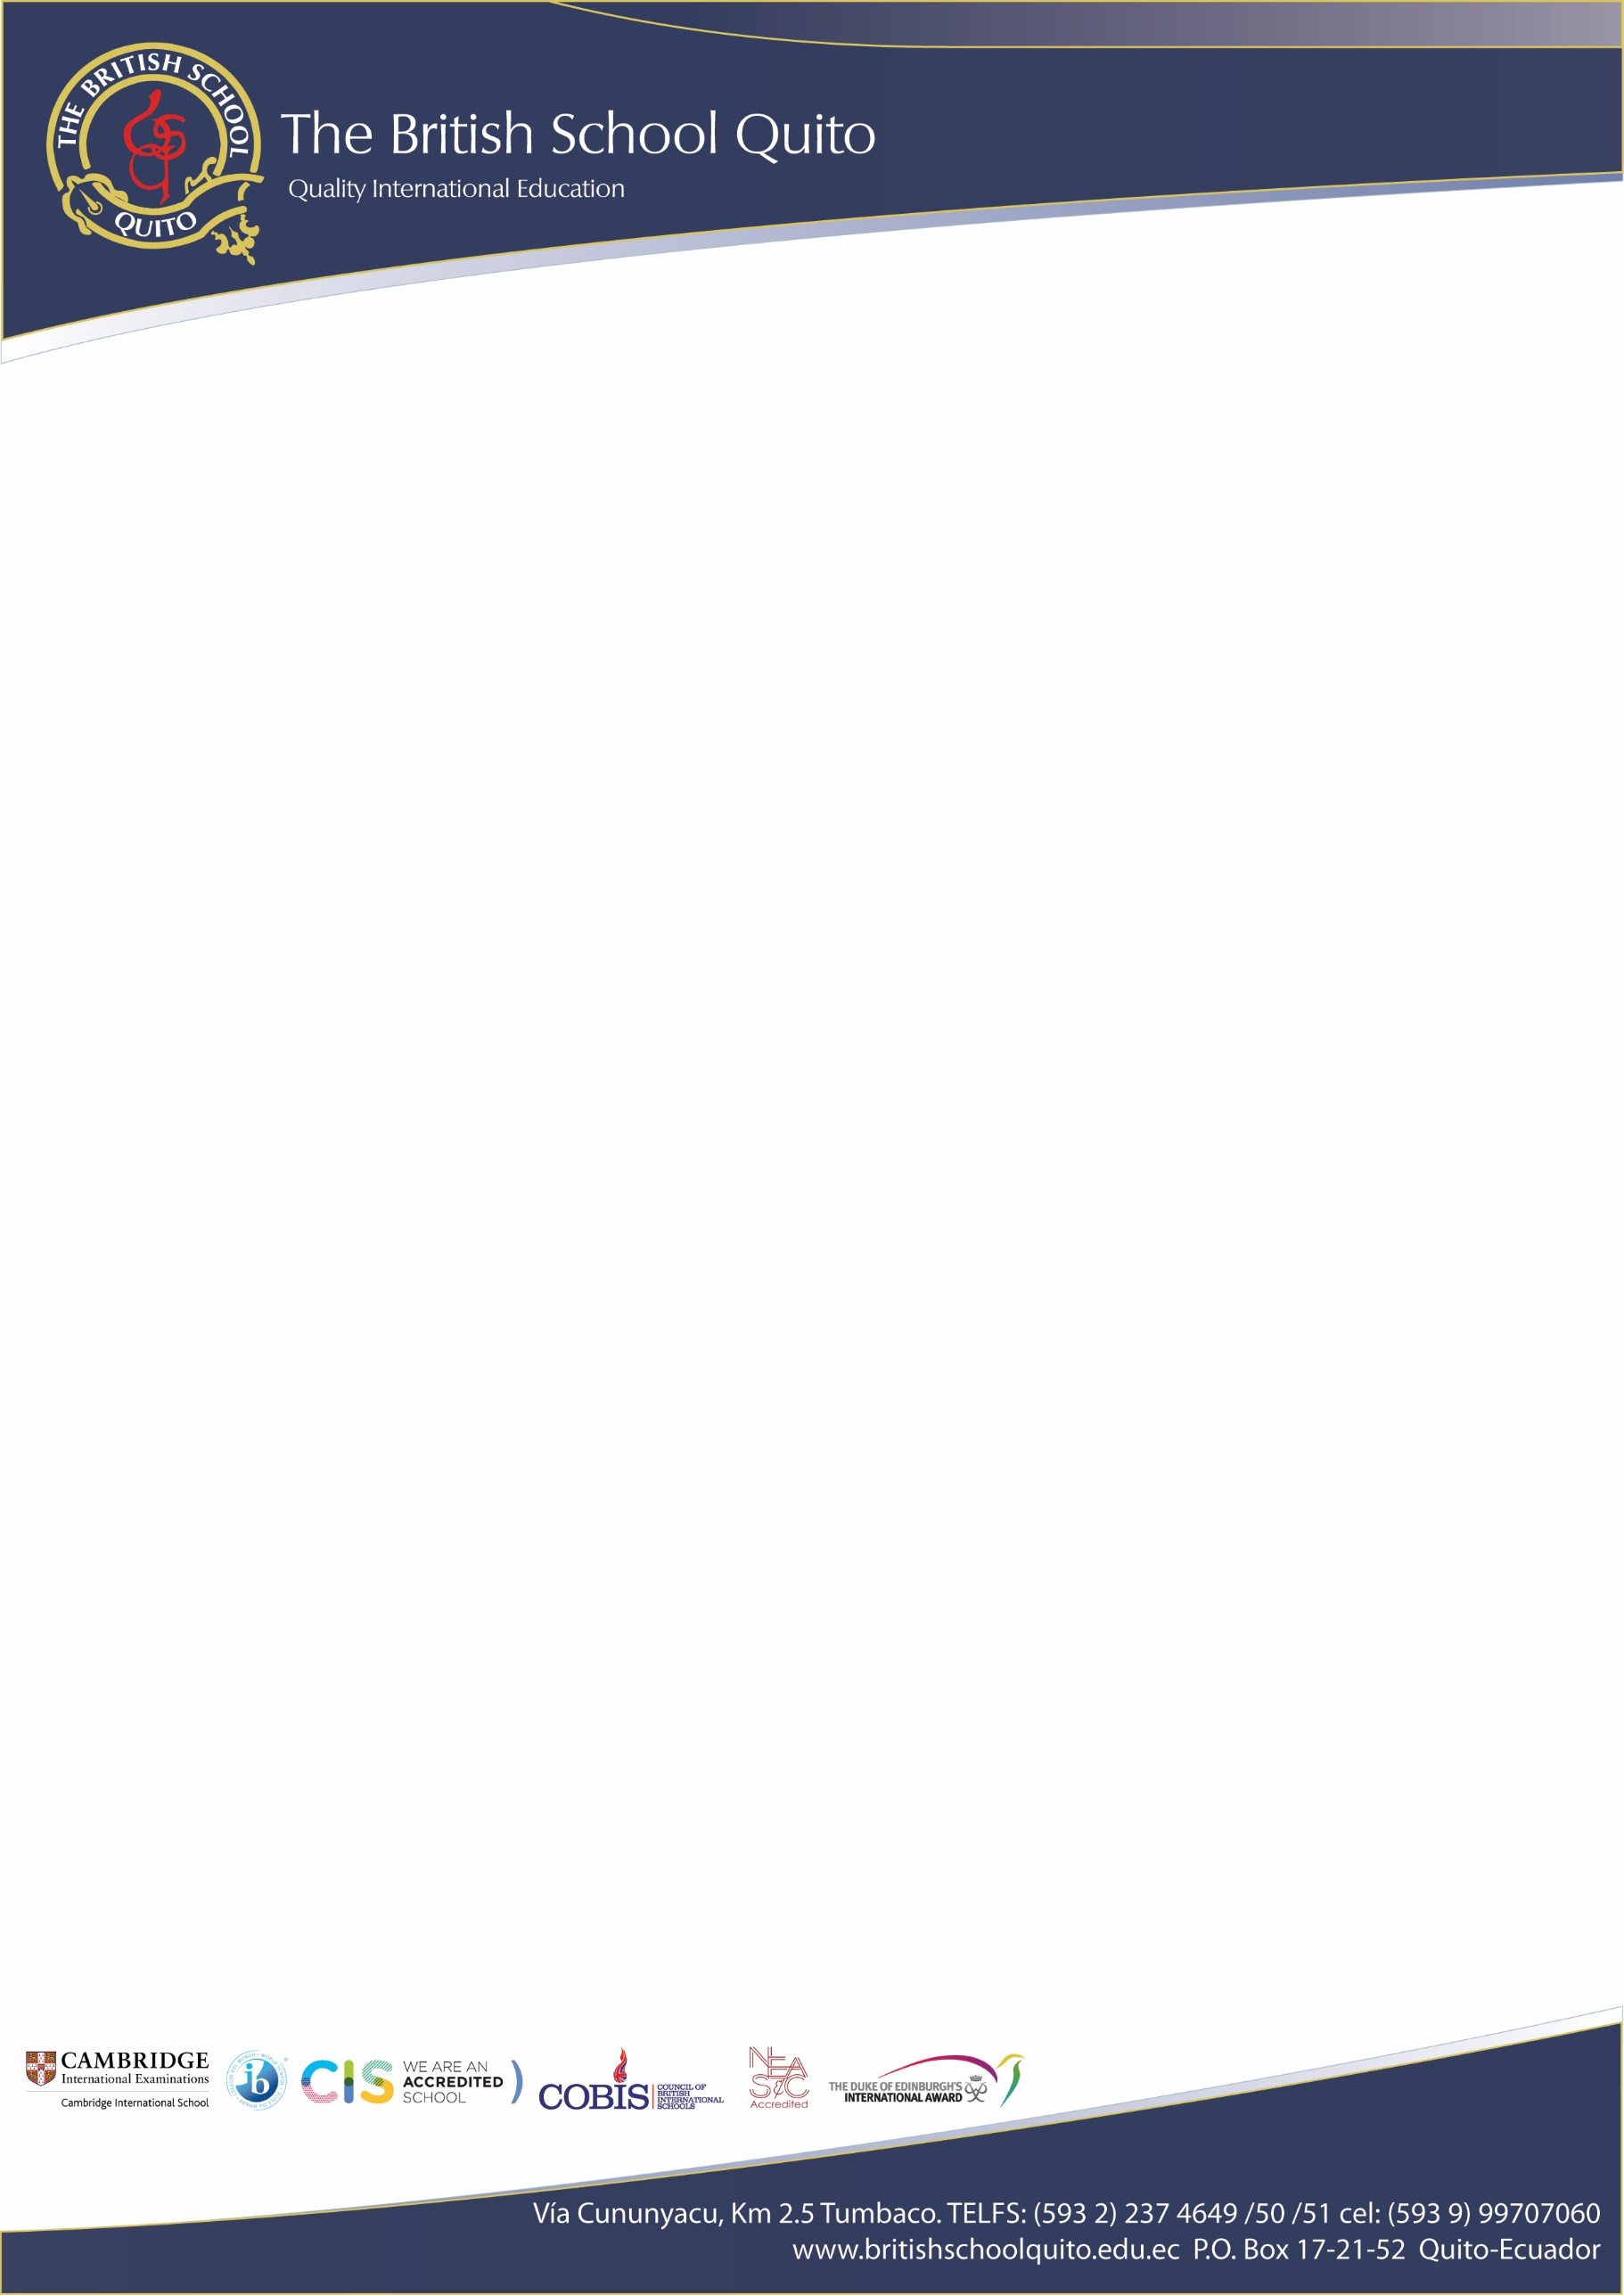 THE BRITISH SCHOOL
QUITO
The British School Quito
Quality International Education
CAMBRIDGE
International Examinations
Cambridge International School
ib
CIS
WE ARE AN
ACCREDITED
SCHOOL
COBIS
COUNCIL OF
BRITISH
INTERNATIONAL
SCHOOLS
NEAS&C
Accredited
THE DUKE OF EDINBURGH'S
INTERNATIONAL AWARD
Vía Cununyacu, Km 2.5 Tumbaco. TELFS: (593 2) 237 4649 /50 /51 cel: (593 9) 99707060
www.britishschoolquito.edu.ec P.O. Box 17-21-52 Quito-Ecuador